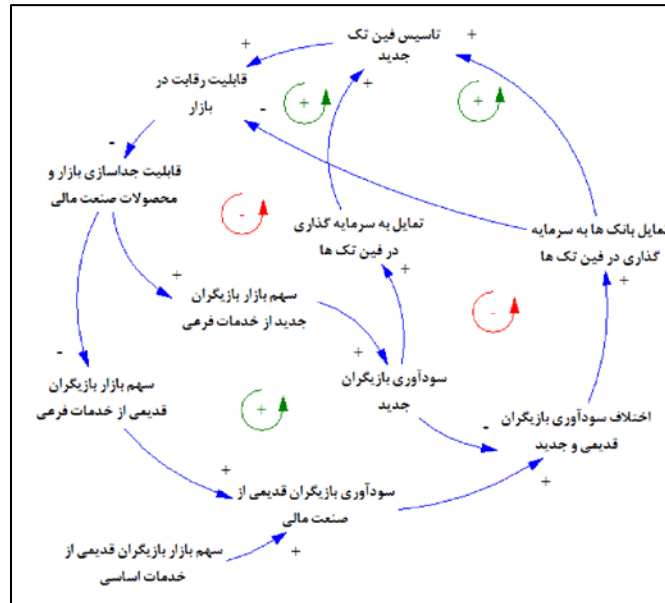 تاسیس فین تک
جدید
+
+
+
قابلیت رقابت در
بازار
-
+
+
-
قابلیت جداسازی بازار و
محصولات صنعت مالی
-
تمایل به سرمایه گذاری
در فین تک ها
تمایل بانک ها به سرمایه
گذاری در فین تک ها
+
+
+
سهم بازار بازیگران
جدید از خدمات فرعی
-
-
+
سودآوری بازیگران
جدید
سهم بازار بازیگران
قدیمی از خدمات فرعی
+
-
اختلاف سودآوری بازیگران
قدیمی و جدید
+
+
سودآوری بازیگران قدیمی از
صنعت مالی
+
سهم بازار بازیگران قدیمی از
خدمات اساسی